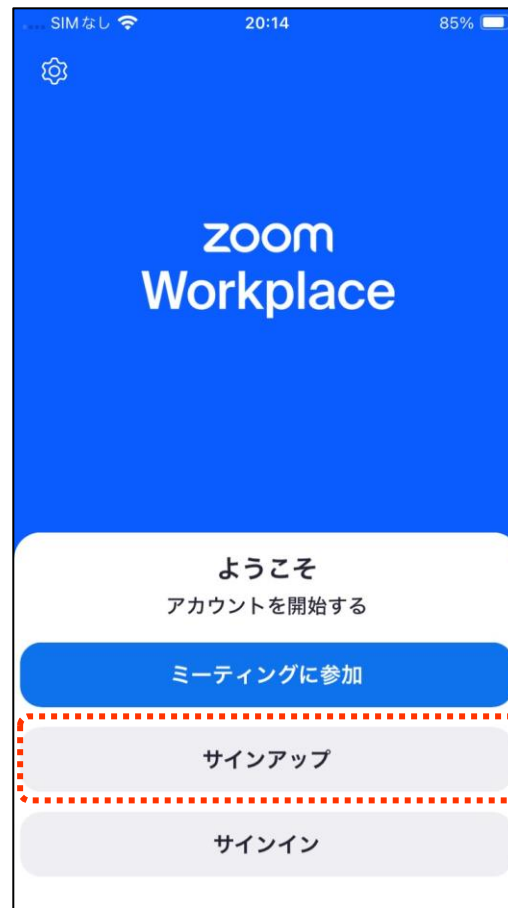 SIMなし 20:14 85%
zoom
Workplace
ようこそ
アカウントを開始する
ミーティングに参加
サインアップ
サインイン